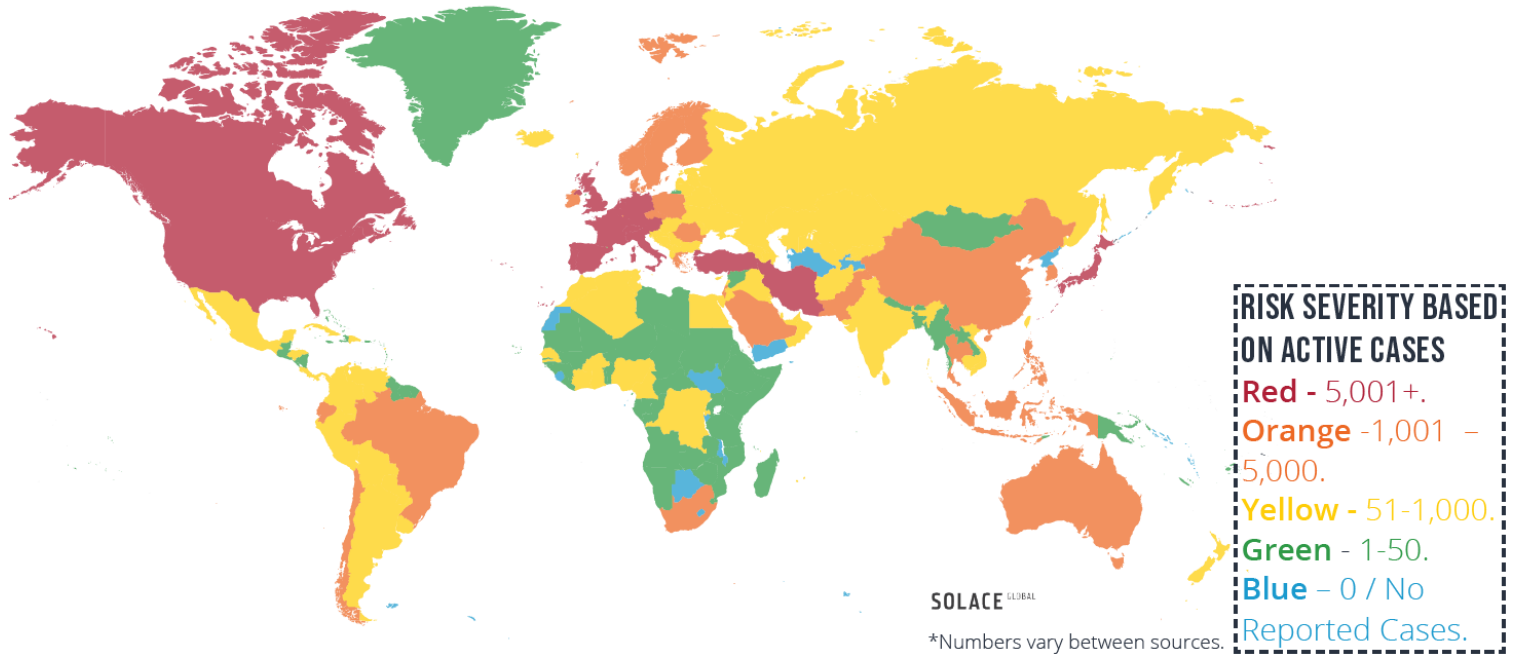 RISK SEVERITY BASED
ON ACTIVE CASES
Red - 5,001+.
Orange -1,001 –
5,000.
Yellow - 51-1,000.
Green - 1-50.
Blue – 0 / No
Reported Cases.
SOLACE GLOBAL
*Numbers vary between sources.